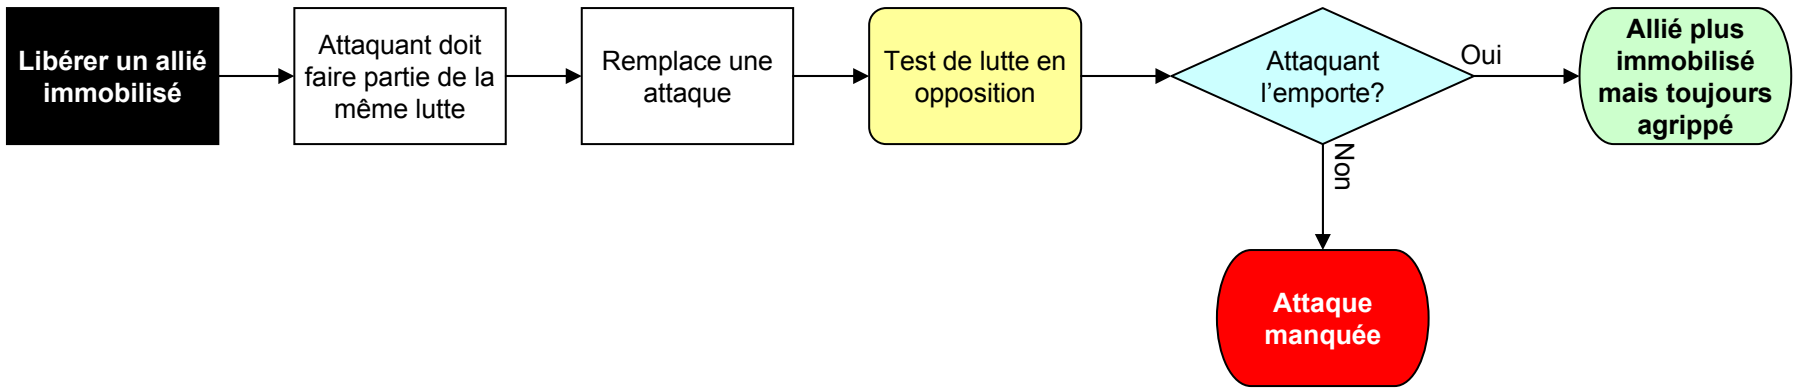 Libérer un allié
immobilisé
Attaquant doit
faire partie de la
même lutte
Remplace une
attaque
Test de lutte en
opposition
Attaquant
l’emporte?
Oui
Allié plus
immobilisé
mais toujours
agrippé
Non
Attaque
manquée